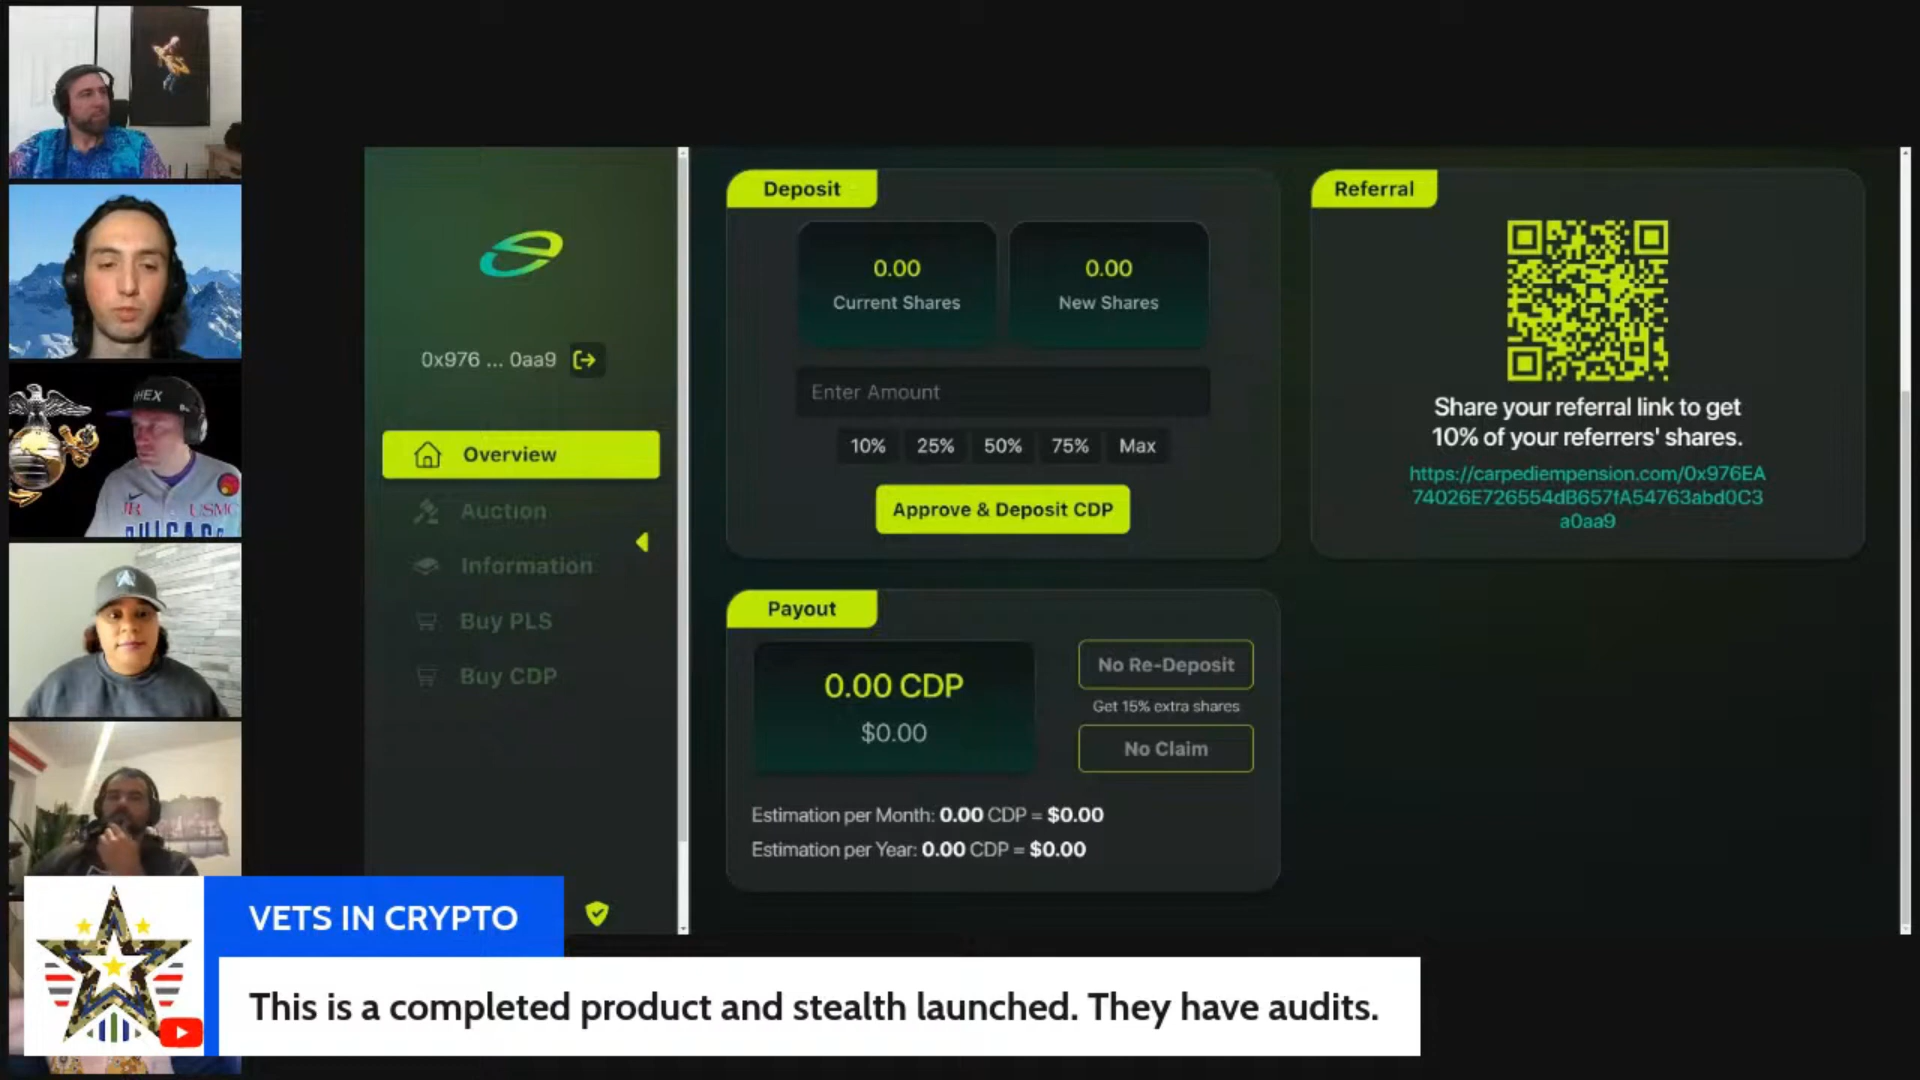 Deposit
0.00
Current Shares
0.00
New Shares
Enter Amount
10%
25%
50%
75%
Max
Approve & Deposit CDP
Referral
Share your referral link to get
10% of your referrers' shares.
https://carpediempension.com/0x976EA
74026E726554dB657fA54763abd0C3
a0aa9
0x976 ... 0aa9
Overview
Auction
Information
Buy PLS
Buy CDP
Payout
0.00 CDP
$0.00
No Re-Deposit
Get 15% extra shares
No Claim
Estimation per Month: 0.00 CDP = $0.00
Estimation per Year: 0.00 CDP = $0.00
HEX
USMC
VETS IN CRYPTO
This is a completed product and stealth launched. They have audits.